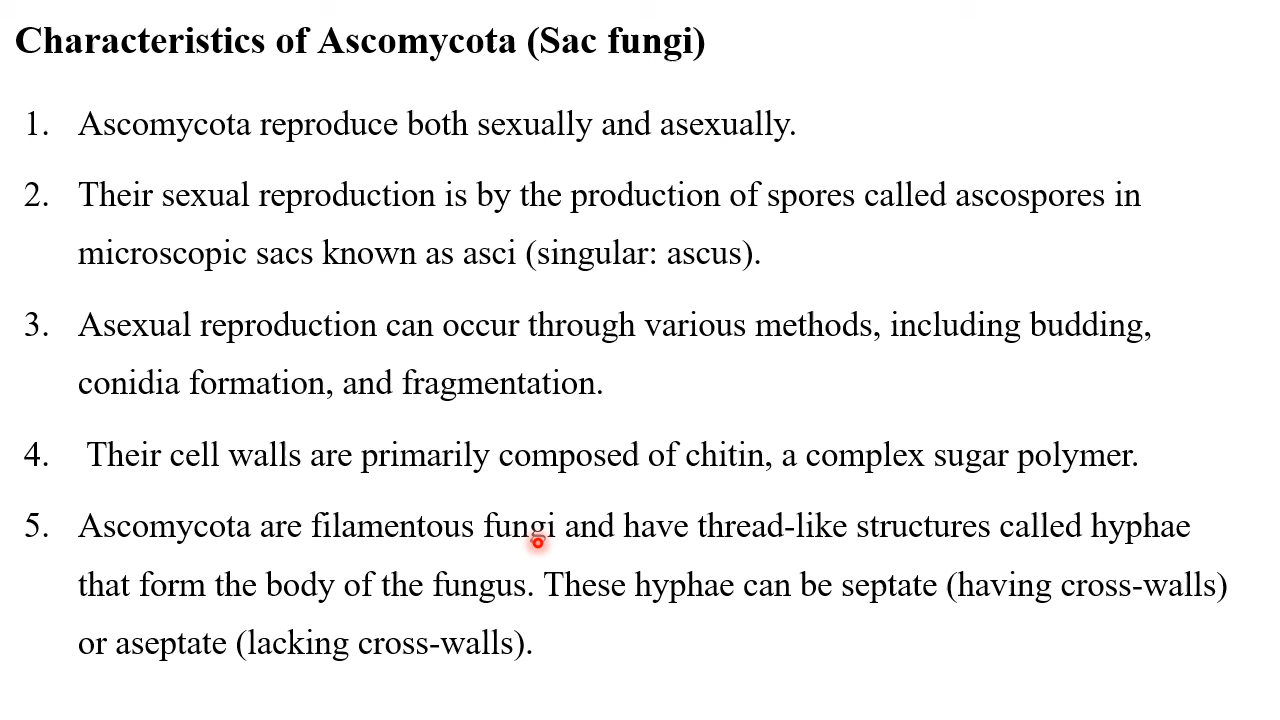 Characteristics of Ascomycota (Sac fungi)
1. Ascomycota reproduce both sexually and asexually.
2. Their sexual reproduction is by the production of spores called ascospores in
microscopic sacs known as asci (singular: ascus).
3. Asexual reproduction can occur through various methods, including budding,
conidia formation, and fragmentation.
4. Their cell walls are primarily composed of chitin, a complex sugar polymer.
5. Ascomycota are filamentous fungi and have thread-like structures called hyphae
that form the body of the fungus. These hyphae can be septate (having cross-walls)
or aseptate (lacking cross-walls).